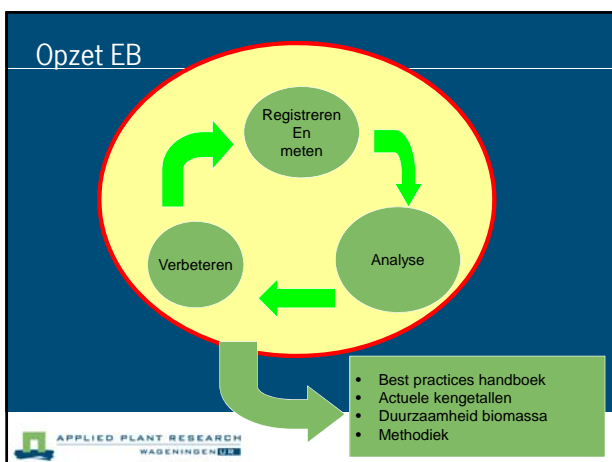 Opzet EB
Registreren
En
meten
Analyse
Verbeteren
• Best practices handboek
• Actuele kengetallen
• Duurzaamheid biomassa
• Methodiek
APPLIED PLANT RESEARCH
WAGENINGEN UR